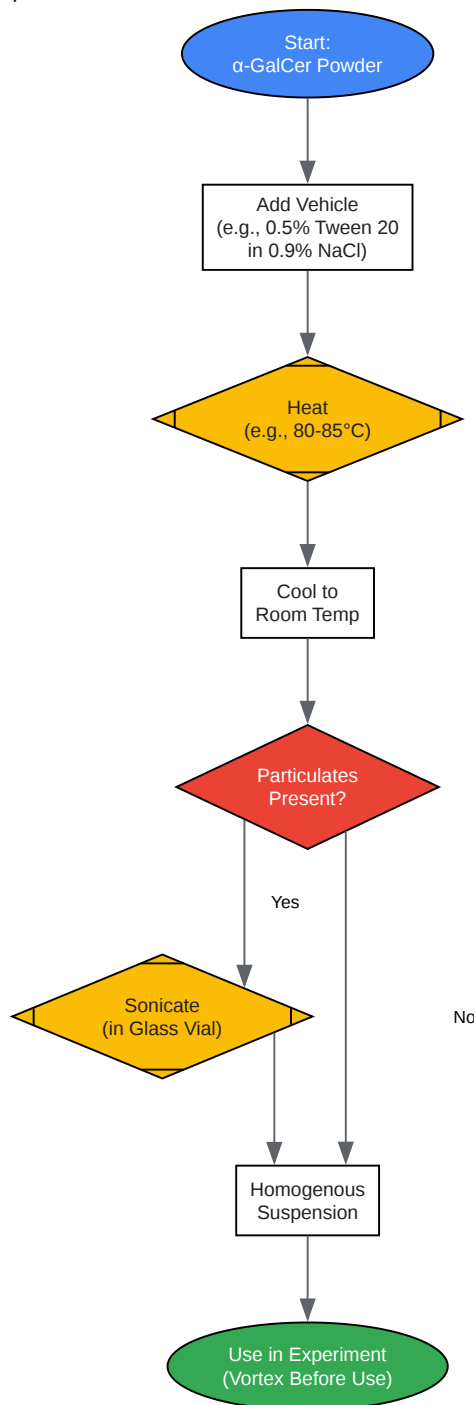 Start:
α-GalCer Powder
Add Vehicle
(e.g., 0.5% Tween 20
in 0.9% NaCl)
Heat
(e.g., 80-85°C)
Cool to
Room Temp
Particulates
Present?
Yes
Sonicate
(in Glass Vial)
No
Homogenous
Suspension
Use in Experiment
(Vortex Before Use)